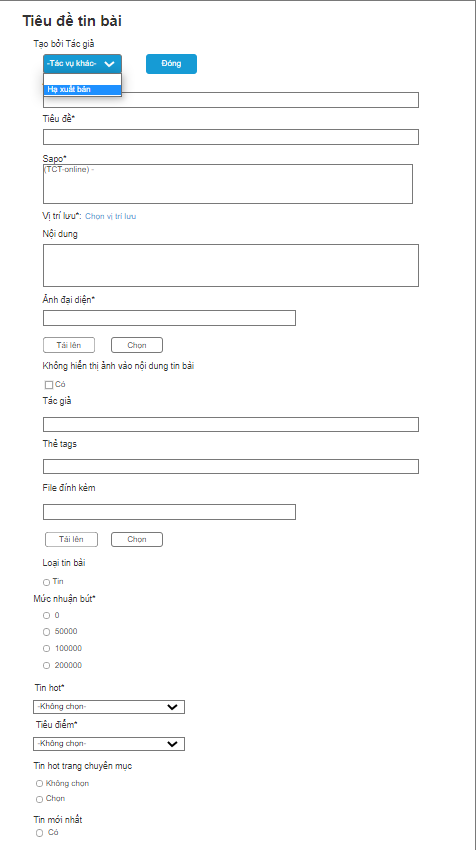 Tiêu đề tin bài
Tạo bởi Tác giả
-Tác vụ khác-
Đóng
Hạ xuất bản
Tiêu đề*
Sapo*
(TCT-online) -
Vị trí lưu*: Chọn vị trí lưu
Nội dung
Ảnh đại diện*
Tải lên
Chọn
Không hiển thị ảnh vào nội dung tin bài
Có
Tác giả
Thẻ tags
File đính kèm
Tải lên
Chọn
Loại tin bài
Tin
Mức nhuận bút*
0
50000
100000
200000
Tin hot*
-Không chọn-
Tiêu điểm*
-Không chọn-
Tin hot trang chuyên mục
Không chọn
Chọn
Tin mới nhất
Có